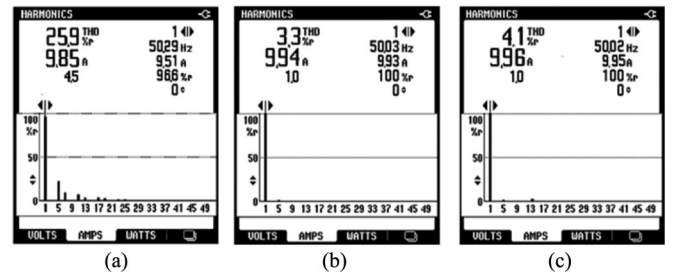 HARMONICS
25.9 THD %r 1
50.29 Hz
9.85 A 9.51 A
4.5 96.6 %r
0°
100
%r
50
0
1 5 9 13 17 21 25 29 33 37 41 45 49
VOLTS AMPS WATTS
(a)
HARMONICS
3.3 THD %r 1
50.03 Hz
9.94 A 9.93 A
1.0 100 %r
0°
100
%r
50
0
1 5 9 13 17 21 25 29 33 37 41 45 49
VOLTS AMPS WATTS
(b)
HARMONICS
4.1 THD %r 1
50.02 Hz
9.96 A 9.95 A
1.0 100 %r
0°
100
%r
50
0
1 5 9 13 17 21 25 29 33 37 41 45 49
VOLTS AMPS WATTS
(c)